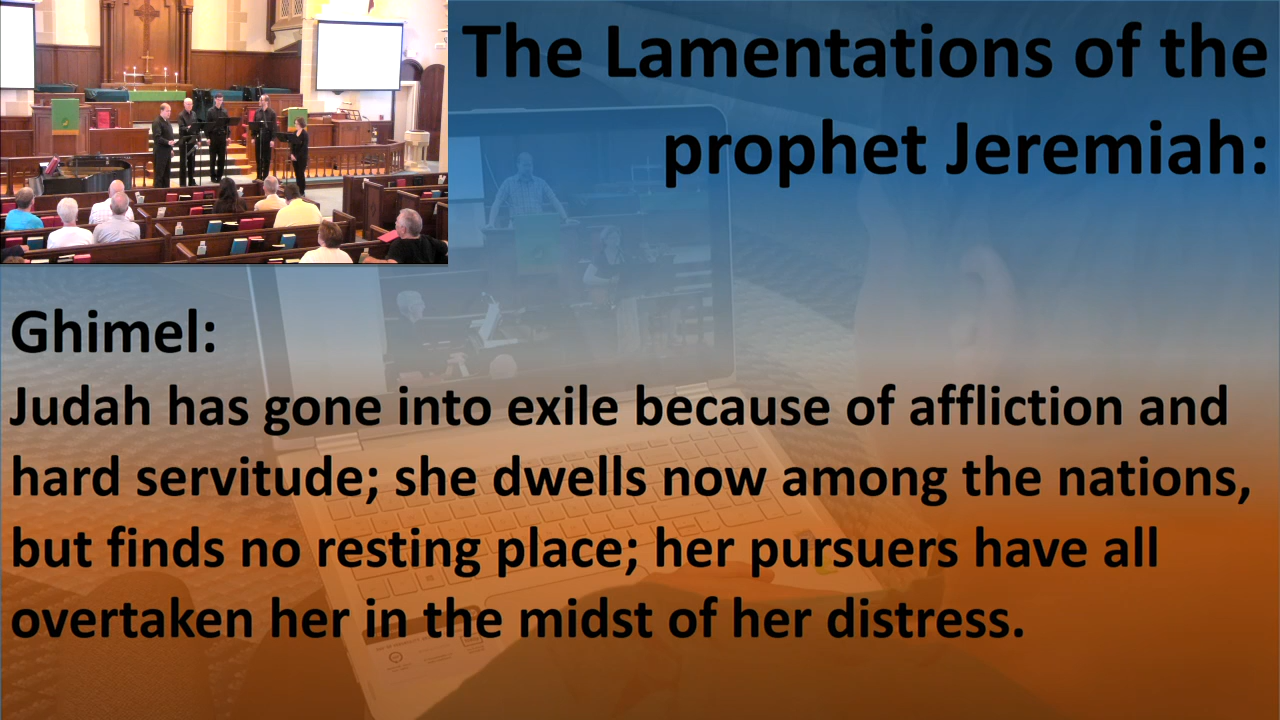 The Lamentations of the
prophet Jeremiah:
Ghimel:
Judah has gone into exile because of affliction and
hard servitude; she dwells now among the nations,
but finds no resting place; her pursuers have all
overtaken her in the midst of her distress.